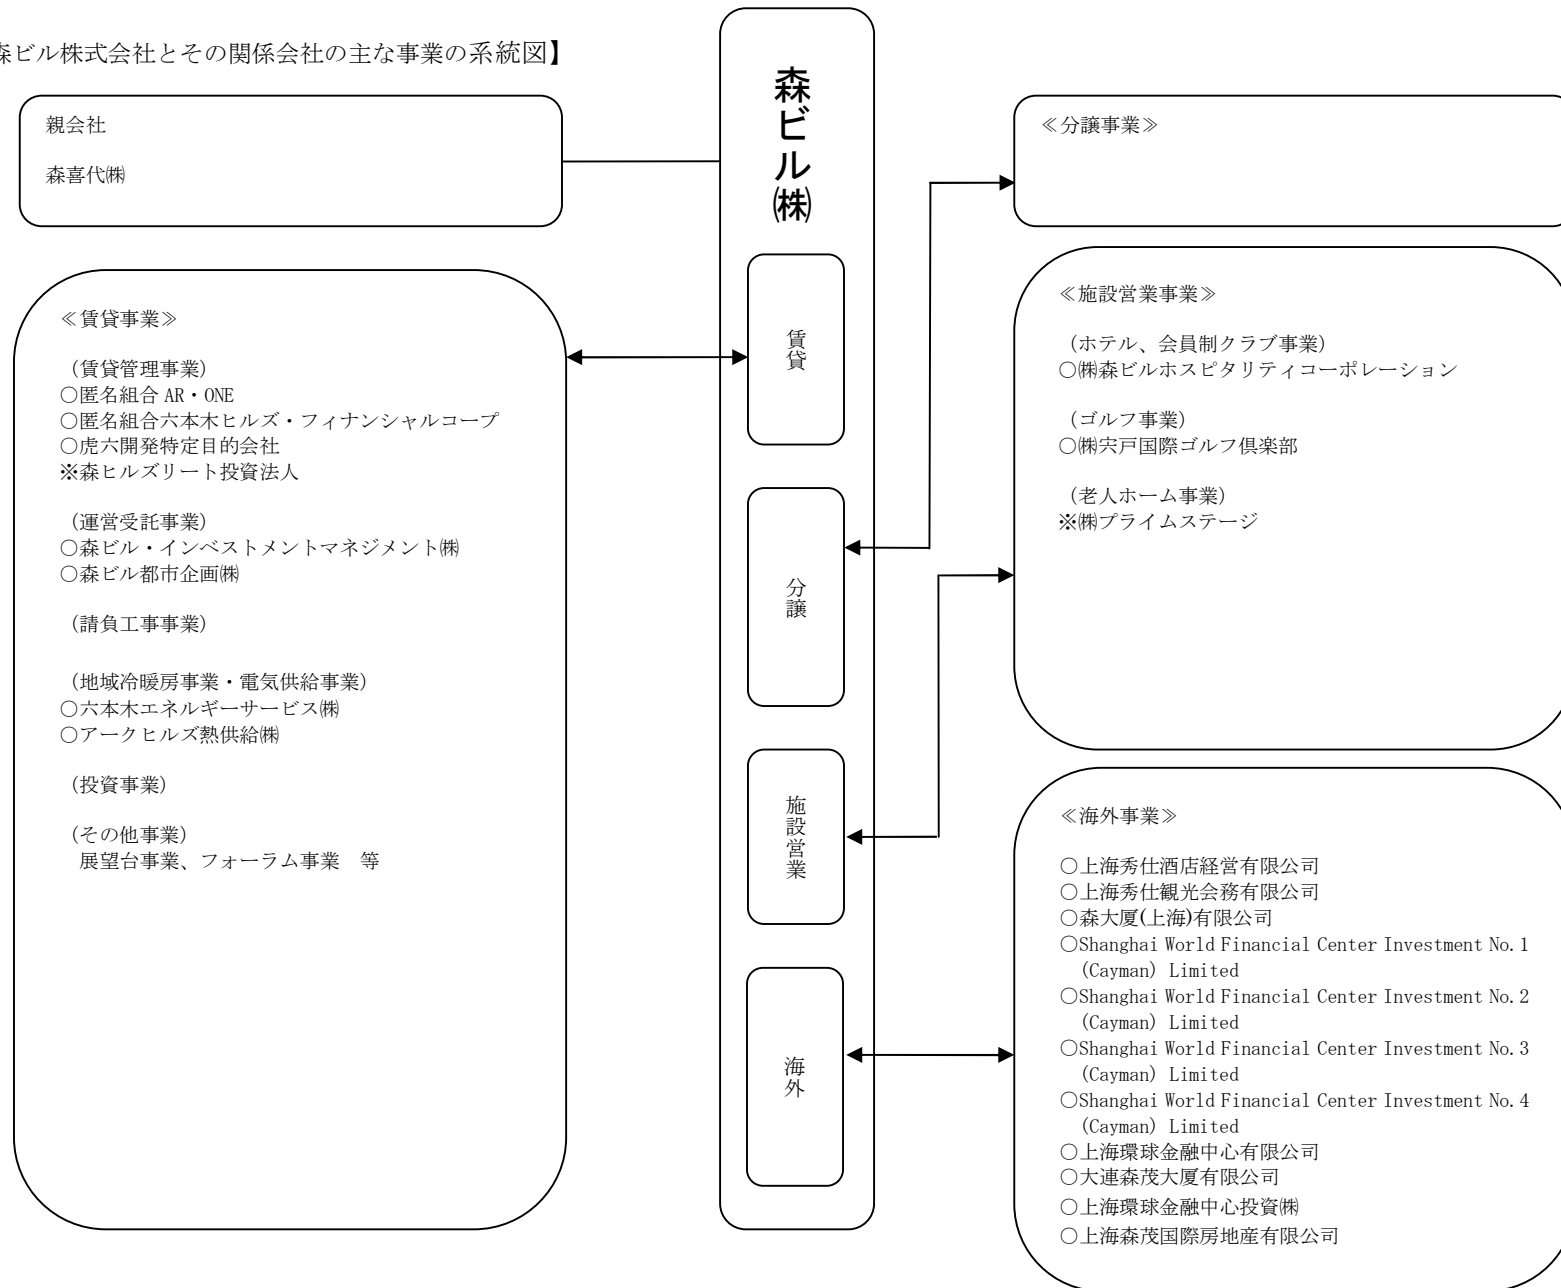 森ビル株式会社とその関係会社の主な事業の系統図】
親会社
森喜代㈱
≪賃貸事業≫
（賃貸管理事業）
○匿名組合 AR・ONE
○匿名組合六本木ヒルズ・フィナンシャルコープ
○虎六開発特定目的会社
※森ヒルズリート投資法人
（運営受託事業）
○森ビル・インベストメントマネジメント㈱
○森ビル都市企画㈱
（請負工事事業）
（地域冷暖房事業・電気供給事業）
○六本木エネルギーサービス㈱
○アークヒルズ熱供給㈱
（投資事業）
（その他事業）
展望台事業、フォーラム事業　等
森ビル㈱
賃貸
分譲
施設営業
海外
≪分譲事業≫
≪施設営業事業≫
（ホテル、会員制クラブ事業）
○㈱森ビルホスピタリティコーポレーション
（ゴルフ事業）
○㈱宍戸国際ゴルフ倶楽部
（老人ホーム事業）
※㈱プライムステージ
≪海外事業≫
○上海秀仕酒店経営有限公司
○上海秀仕観光会務有限公司
○森大厦(上海)有限公司
○Shanghai World Financial Center Investment No.1
(Cayman) Limited
○Shanghai World Financial Center Investment No.2
(Cayman) Limited
○Shanghai World Financial Center Investment No.3
(Cayman) Limited
○Shanghai World Financial Center Investment No.4
(Cayman) Limited
○上海環球金融中心有限公司
○大連森茂大厦有限公司
○上海環球金融中心投資㈱
○上海森茂国際房地産有限公司